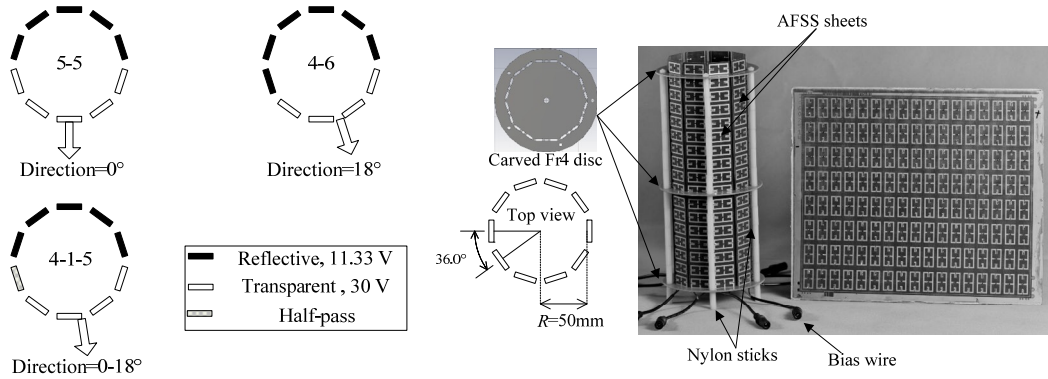 5-5
Direction=0°
4-6
Direction=18°
4-1-5
Direction=0-18°
Reflective, 11.33 V
Transparent , 30 V
Half-pass
Carved Fr4 disc
Top view
36.0°
R=50mm
AFSS sheets
Nylon sticks
Bias wire